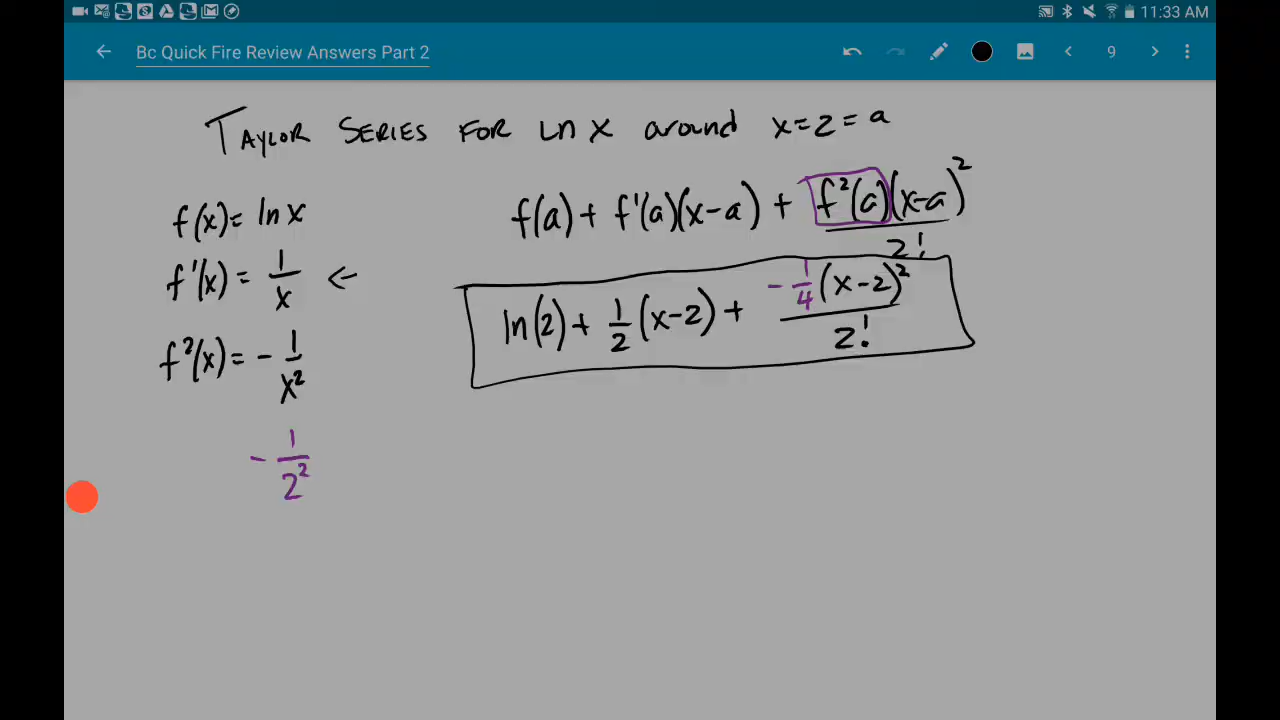 11:33 AM
Bc Quick Fire Review Answers Part 2
9
TAYLOR SERIES FOR Ln X around x=2=a
f(x) = ln x
f'(x) = 1/x ←
f²(x) = - 1/x²
- 1/2²
f(a) + f'(a)(x-a) + f²(a)(x-a)²/2!
ln(2) + 1/2 (x-2) + -1/4 (x-2)²/2!